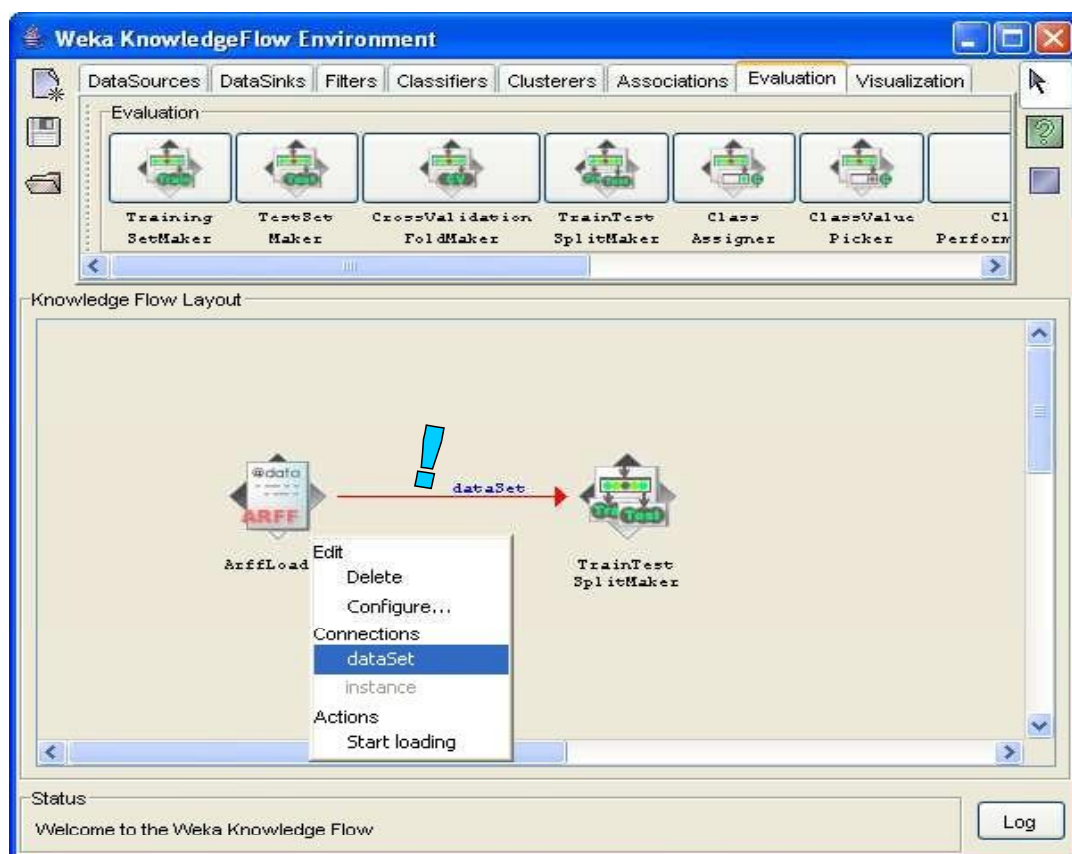 Weka KnowledgeFlow Environment
DataSources DataSinks Filters Classifiers Clusterers Associations Evaluation Visualization
Evaluation
Training SetMaker
TestSet Maker
CrossValidation FoldMaker
TrainTest SplitMaker
Class Assigner
ClassValue Picker
Cl
Perform
Knowledge Flow Layout
@data
ARFF
!
dataSet
ArffLoad
TrainTest
SplitMaker
Edit
Delete
Configure...
Connections
dataSet
instance
Actions
Start loading
Status
Welcome to the Weka Knowledge Flow
Log